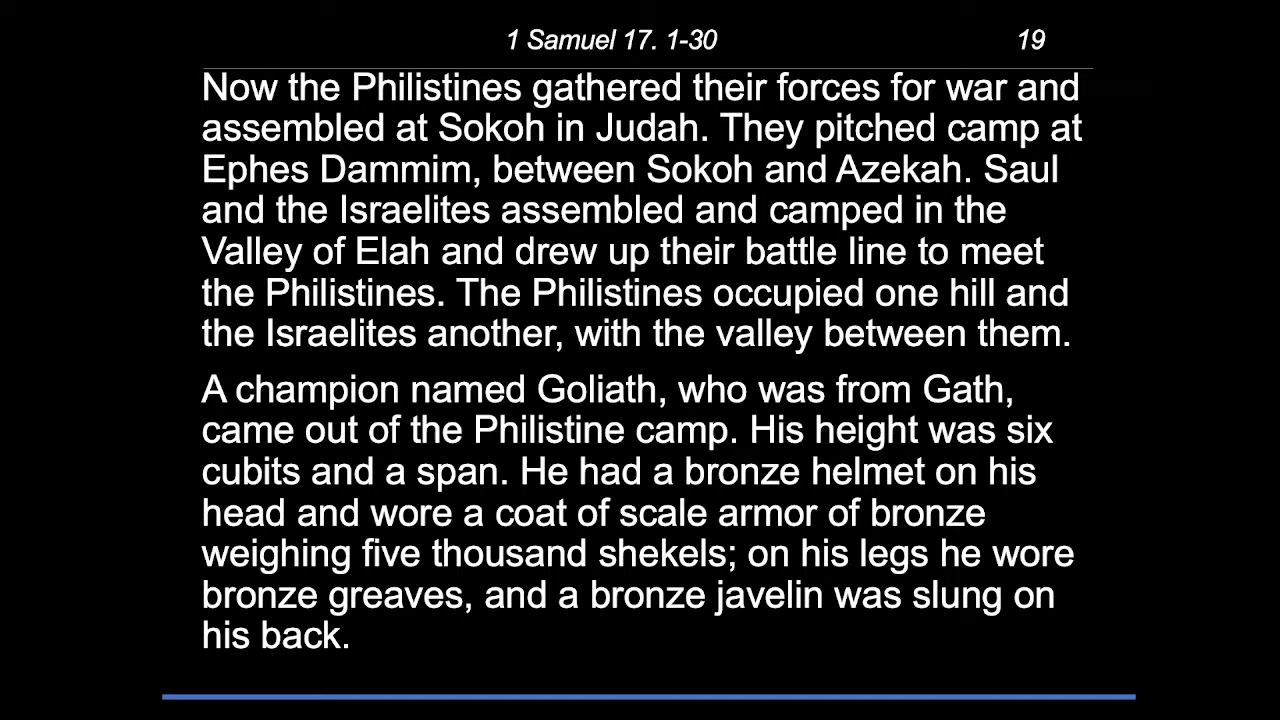 1 Samuel 17. 1-30 19
Now the Philistines gathered their forces for war and
assembled at Sokoh in Judah. They pitched camp at
Ephes Dammim, between Sokoh and Azekah. Saul
and the Israelites assembled and camped in the
Valley of Elah and drew up their battle line to meet
the Philistines. The Philistines occupied one hill and
the Israelites another, with the valley between them.
A champion named Goliath, who was from Gath,
came out of the Philistine camp. His height was six
cubits and a span. He had a bronze helmet on his
head and wore a coat of scale armor of bronze
weighing five thousand shekels; on his legs he wore
bronze greaves, and a bronze javelin was slung on
his back.